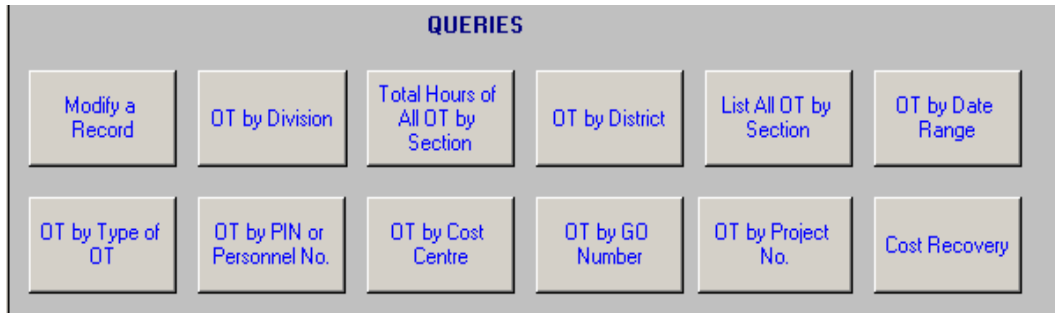 QUERIES
Modify a
Record
OT by Division
Total Hours of
All OT by
Section
OT by District
List All OT by
Section
OT by Date
Range
OT by Type of
OT
OT by PIN or
Personnel No.
OT by Cost
Centre
OT by GO
Number
OT by Project
No.
Cost Recovery